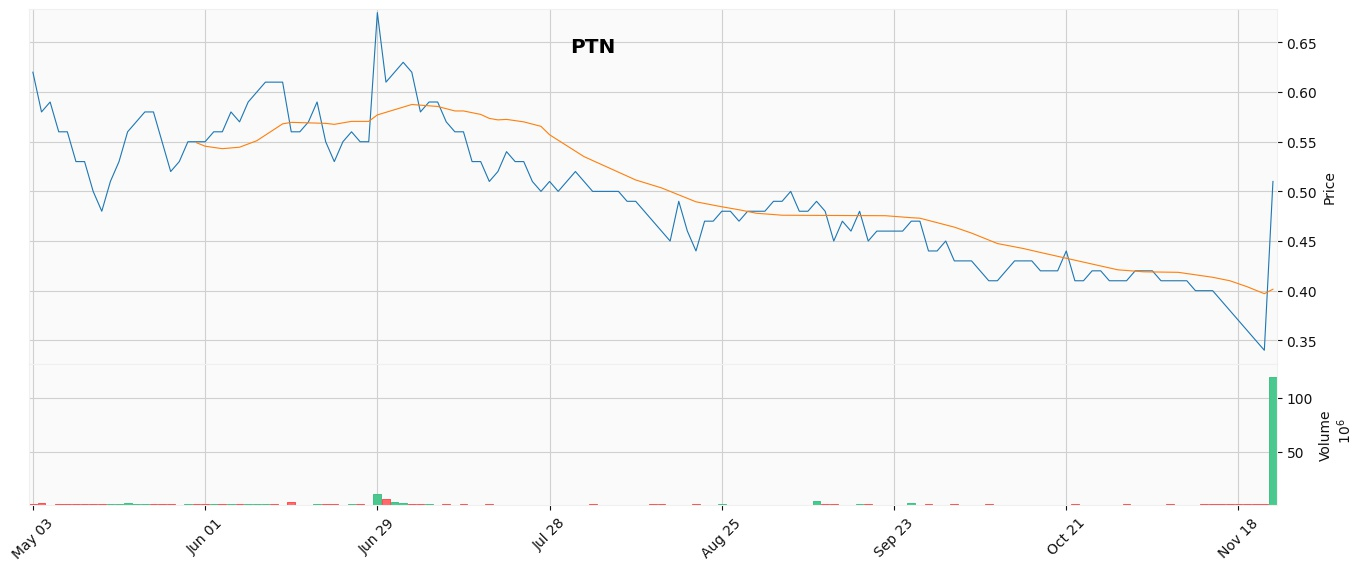 PTN
0.65
0.60
0.55
0.50
0.45
0.40
0.35
Price
100
50
Volume
10^6
May 03
Jun 01
Jun 29
Jul 28
Aug 25
Sep 23
Oct 21
Nov 18